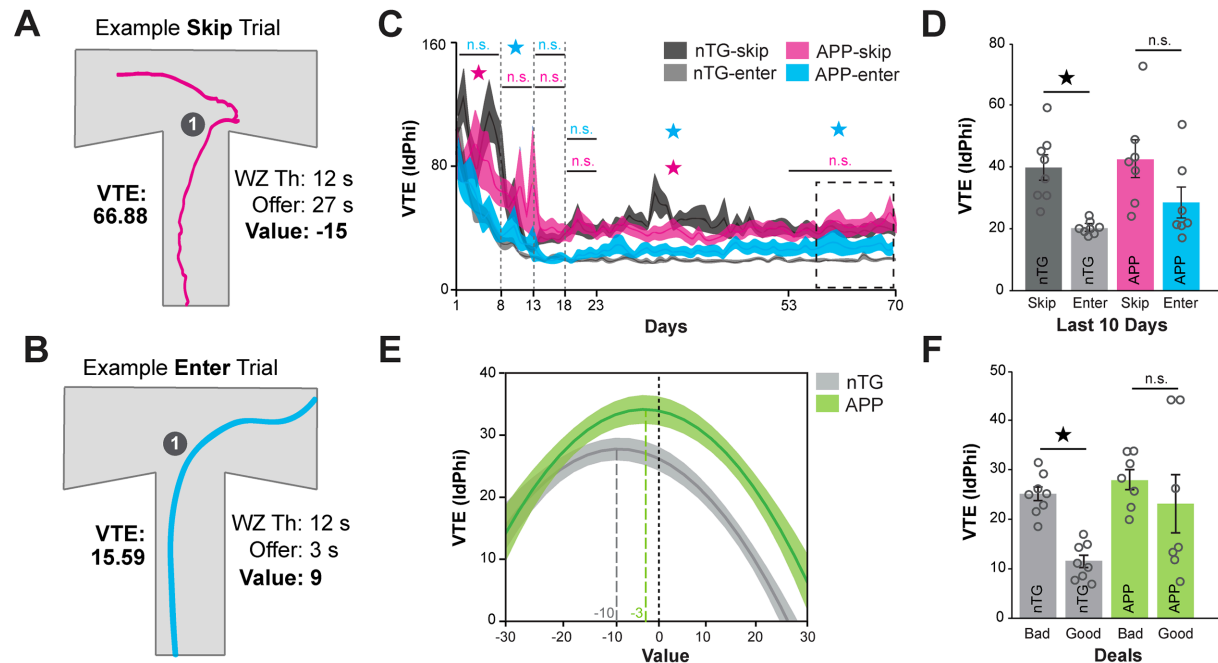 A
Example Skip Trial
1
VTE:
66.88
WZ Th: 12 s
Offer: 27 s
Value: -15
B
Example Enter Trial
1
VTE:
15.59
WZ Th: 12 s
Offer: 3 s
Value: 9
C
VTE (IdPhi)
160
80
0
n.s.
n.s.
n.s.
n.s.
n.s.
n.s.
n.s.
nTG-skip
nTG-enter
APP-skip
APP-enter
1
8
13
18
23
53
70
Days
D
VTE (IdPhi)
80
60
40
20
0
n.s.
nTG
nTG
APP
APP
Skip
Enter
Skip
Enter
Last 10 Days
E
VTE (IdPhi)
40
30
20
10
0
nTG
APP
-10
-3
-30
-20
-10
0
10
20
30
Value
F
VTE (IdPhi)
50
40
30
20
10
0
n.s.
nTG
nTG
APP
APP
Bad
Good
Bad
Good
Deals